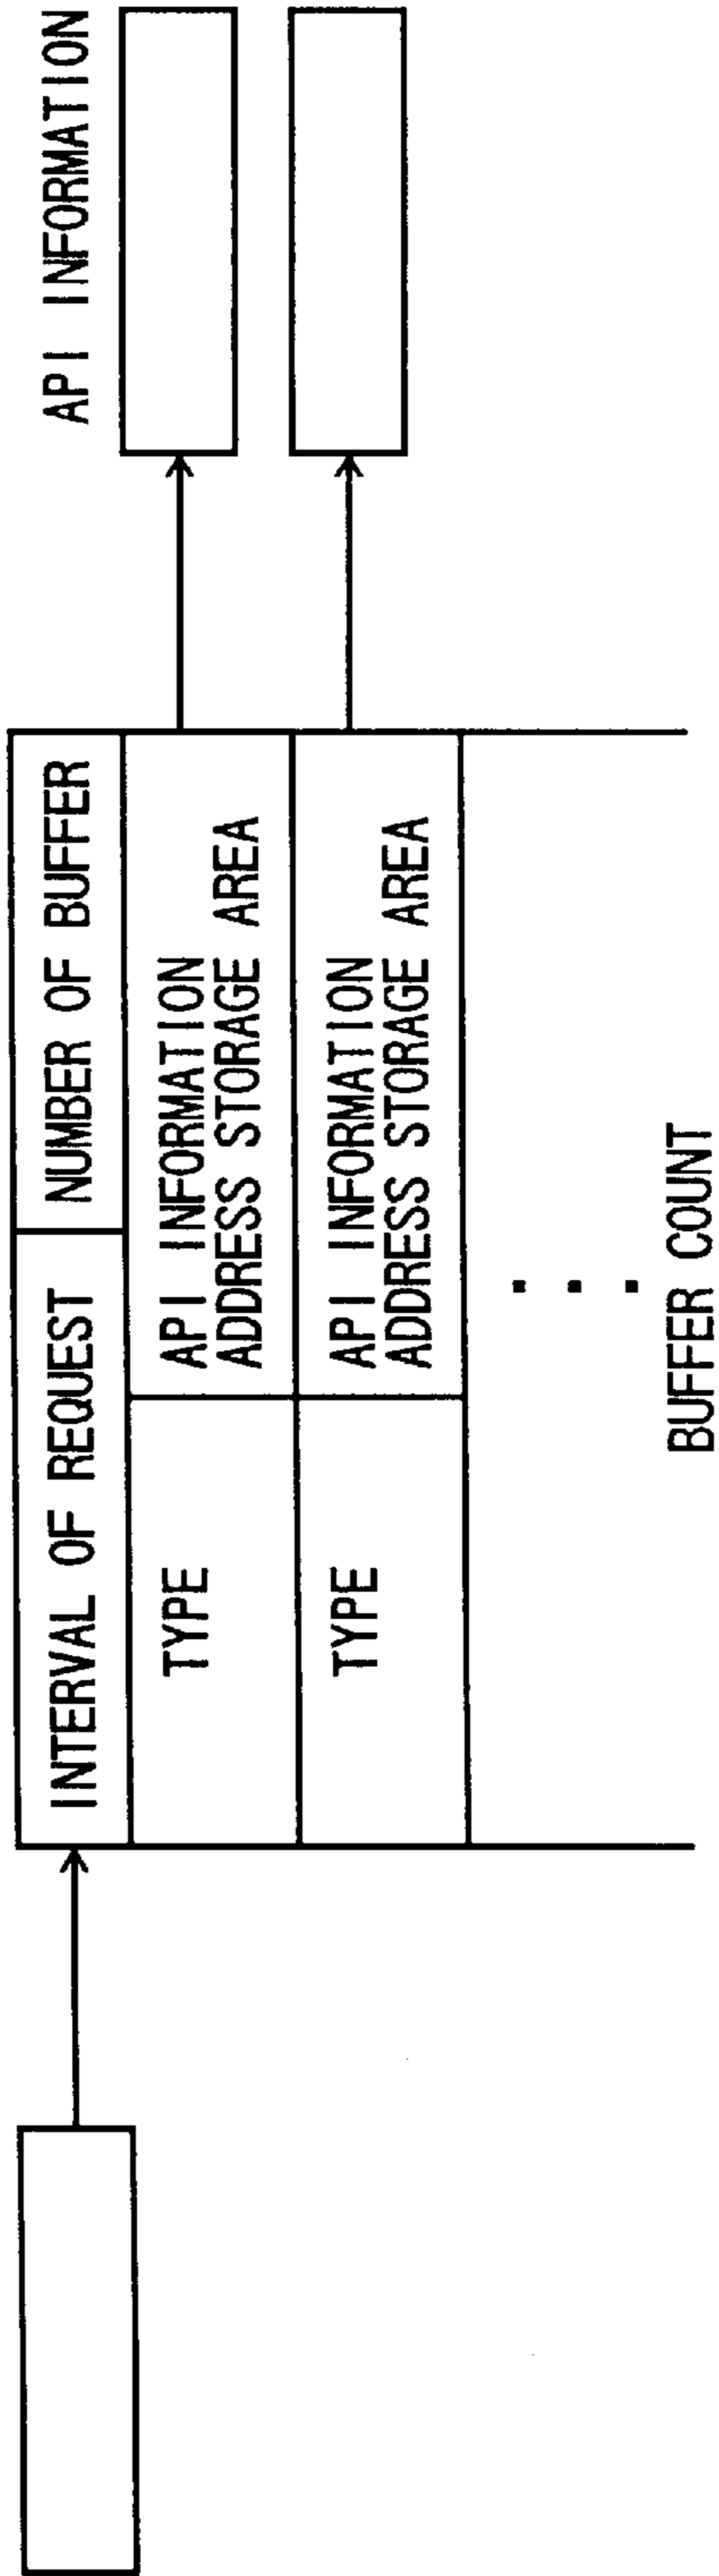 INTERVAL OF REQUEST
NUMBER OF BUFFER
API INFORMATION
TYPE
API INFORMATION
ADDRESS STORAGE AREA
TYPE
API INFORMATION
ADDRESS STORAGE AREA
BUFFER COUNT